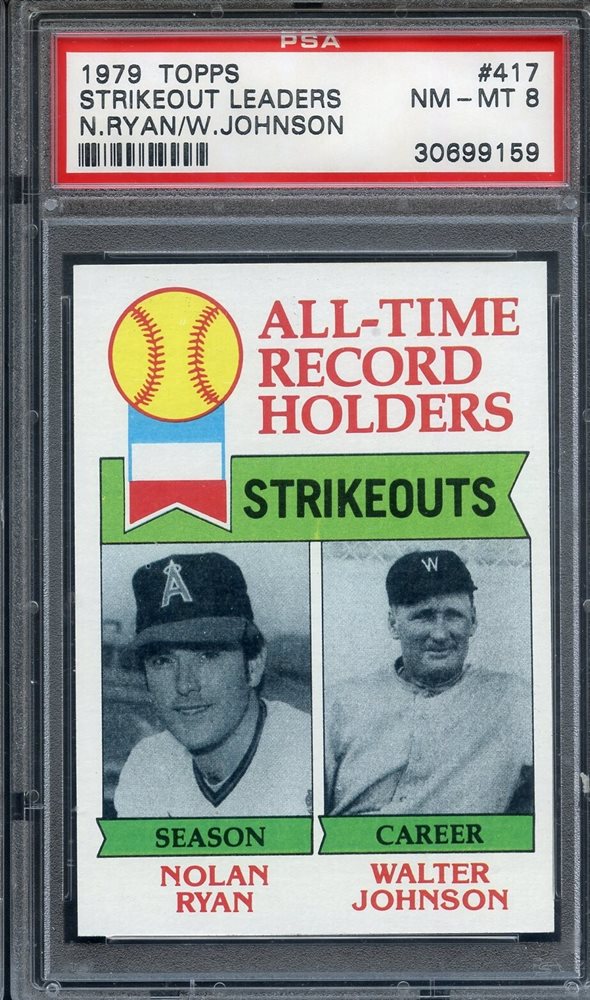 PSA
1979 TOPPS #417
STRIKEOUT LEADERS NM-MT 8
N.RYAN/W.JOHNSON
30699159
ALL-TIME
RECORD
HOLDERS
STRIKEOUTS
A
W
SEASON
CAREER
NOLAN
RYAN
WALTER
JOHNSON